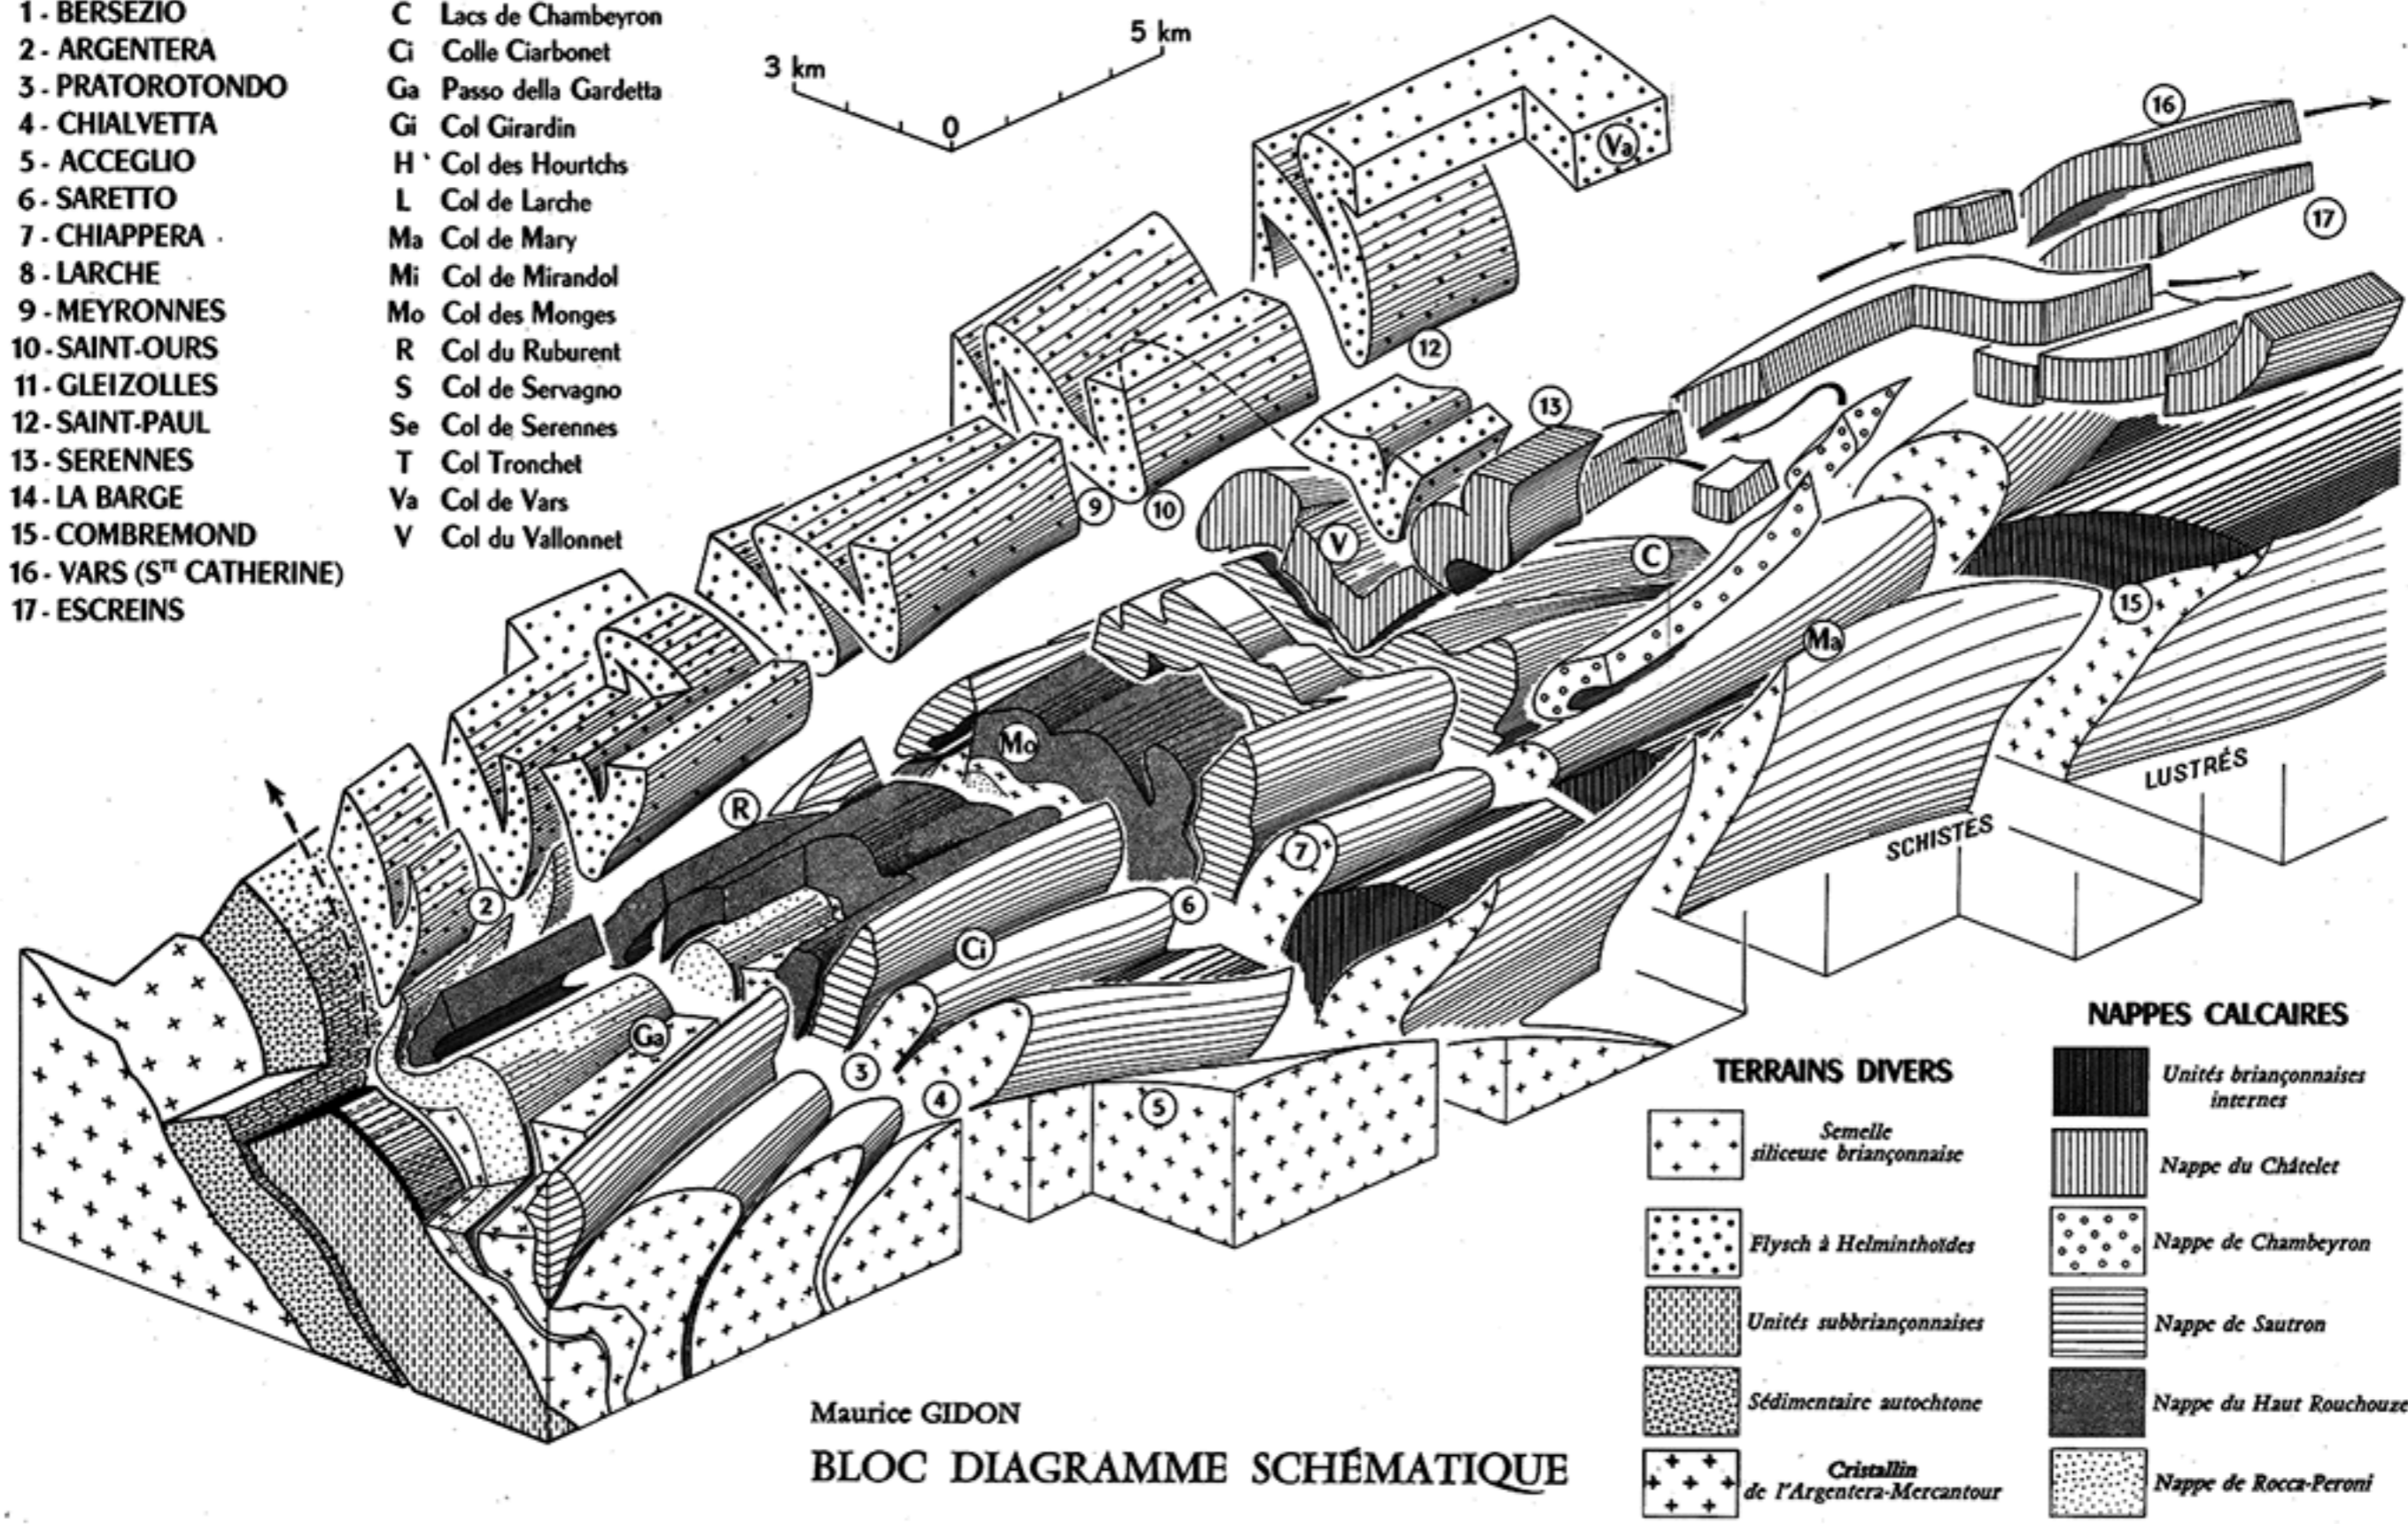 1 - BERSEZIO
2 - ARGENTERA
3 - PRATOROTONDO
4 - CHIALVETTA
5 - ACCEGLIO
6 - SARETTO
7 - CHIAPPERA
8 - LARCHE
9 - MEYRONNES
10 - SAINT-OURS
11 - GLEIZOLLES
12 - SAINT-PAUL
13 - SERENNES
14 - LA BARGE
15 - COMBREMOND
16 - VARS (STE CATHERINE)
17 - ESCREINS
C Lacs de Chambeyron
Ci Colle Ciarbonet
Ga Passo della Gardetta
Gi Col Girardin
H Col des Hourtchs
L Col de Larche
Ma Col de Mary
Mi Col de Mirandol
Mo Col des Monges
R Col du Ruburent
S Col de Servagno
Se Col de Serennes
T Col Tronchet
Va Col de Vars
V Col du Vallonnet
3 km
0
5 km
Va
16
17
12
13
9
10
V
C
15
Ma
Mo
R
7
2
6
Ci
Ga
3
4
5
LUSTRÉS
SCHISTES
TERRAINS DIVERS
Semelle
siliceuse briançonnaise
Flysch à Helminthoïdes
Unités subbriançonnaises
Sédimentaire autochtone
Cristallin
de l'Argentera-Mercantour
NAPPES CALCAIRES
Unités briançonnaises
internes
Nappe du Châtelet
Nappe de Chambeyron
Nappe de Sautron
Nappe du Haut Rouchouze
Nappe de Rocca-Peroni
Maurice GIDON
BLOC DIAGRAMME SCHÉMATIQUE